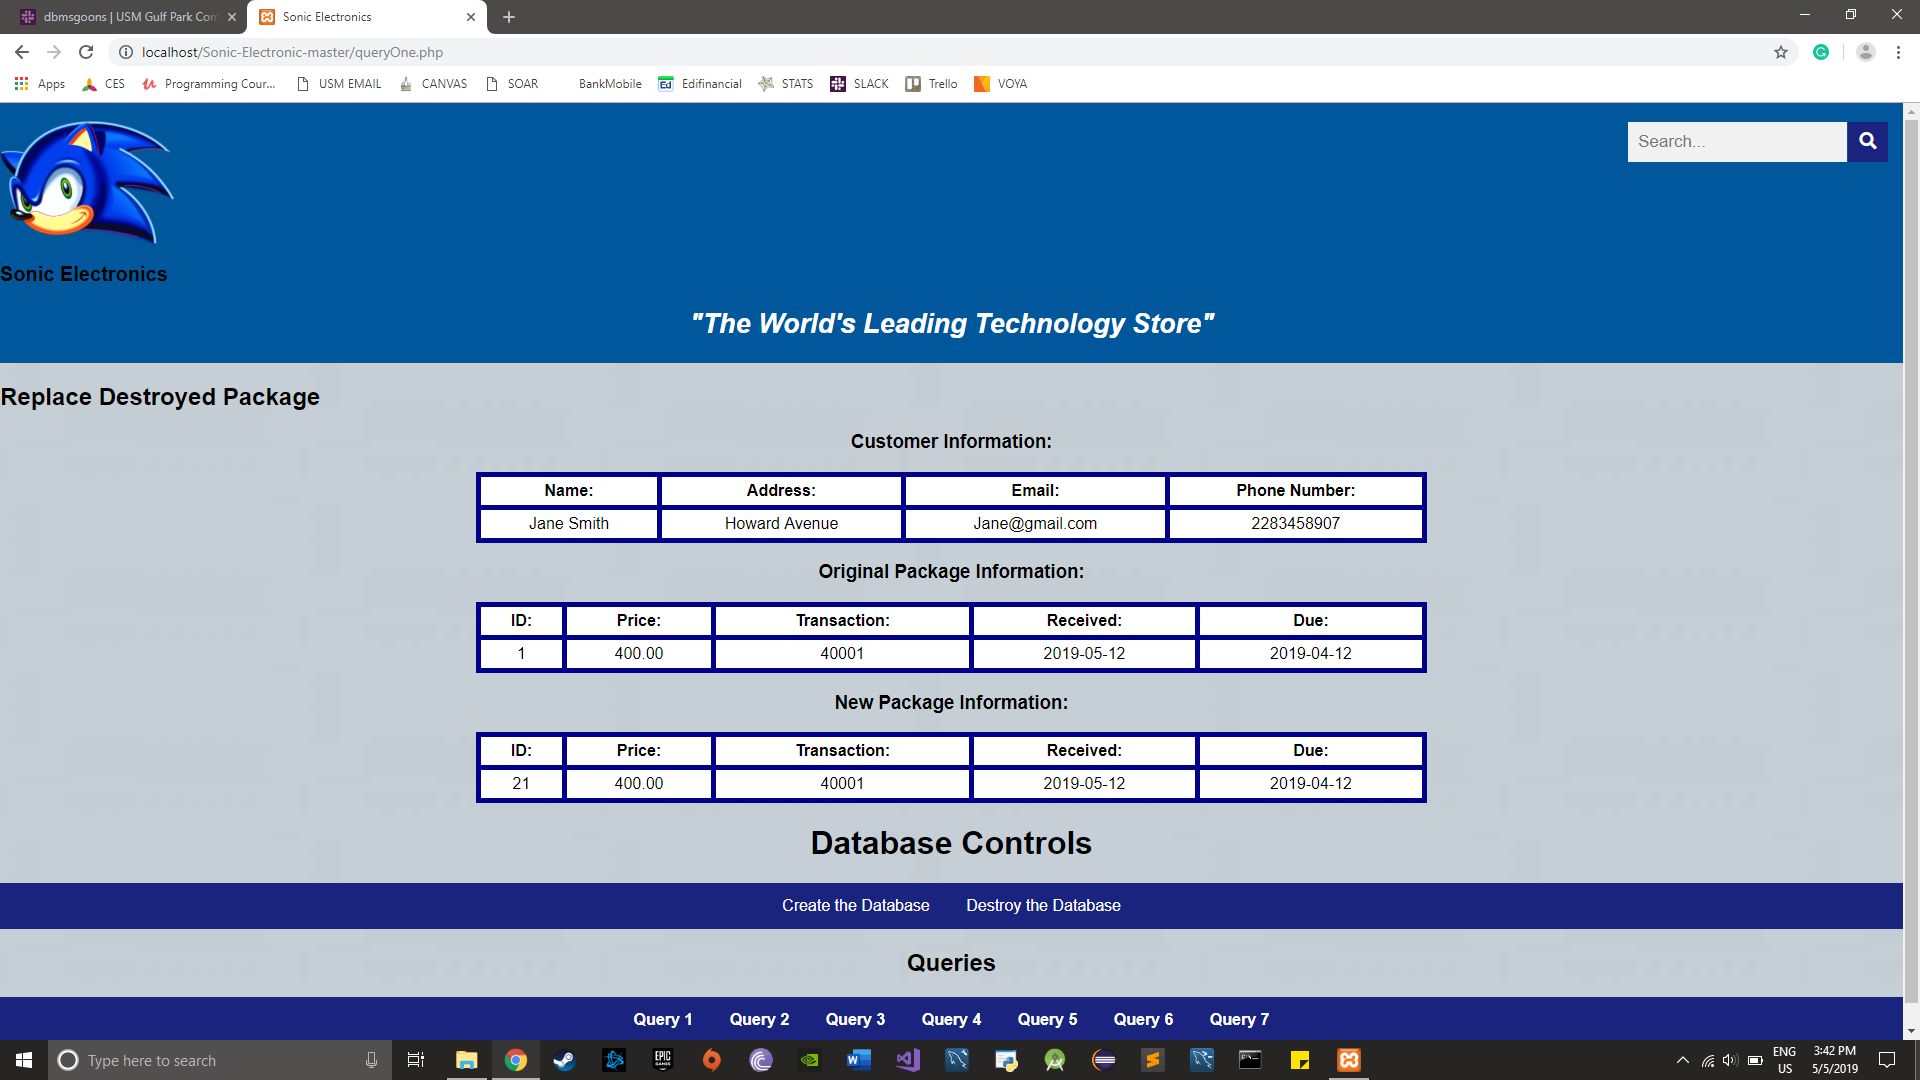 dbmsgoons | USM Gulf Park Com
Sonic Electronics
localhost/Sonic-Electronic-master/queryOne.php
Apps CES Programming Cour... USM EMAIL CANVAS SOAR BankMobile Edifinancial STATS SLACK Trello VOYA
Search...
Sonic Electronics
"The World's Leading Technology Store"
Replace Destroyed Package
Customer Information:
Name: Address: Email: Phone Number:
Jane Smith Howard Avenue Jane@gmail.com 2283458907
Original Package Information:
ID: Price: Transaction: Received: Due:
1 400.00 40001 2019-05-12 2019-04-12
New Package Information:
ID: Price: Transaction: Received: Due:
21 400.00 40001 2019-05-12 2019-04-12
Database Controls
Create the Database Destroy the Database
Queries
Query 1 Query 2 Query 3 Query 4 Query 5 Query 6 Query 7
Type here to search
EPIC
GAMES
ENG
US
3:42 PM
5/5/2019